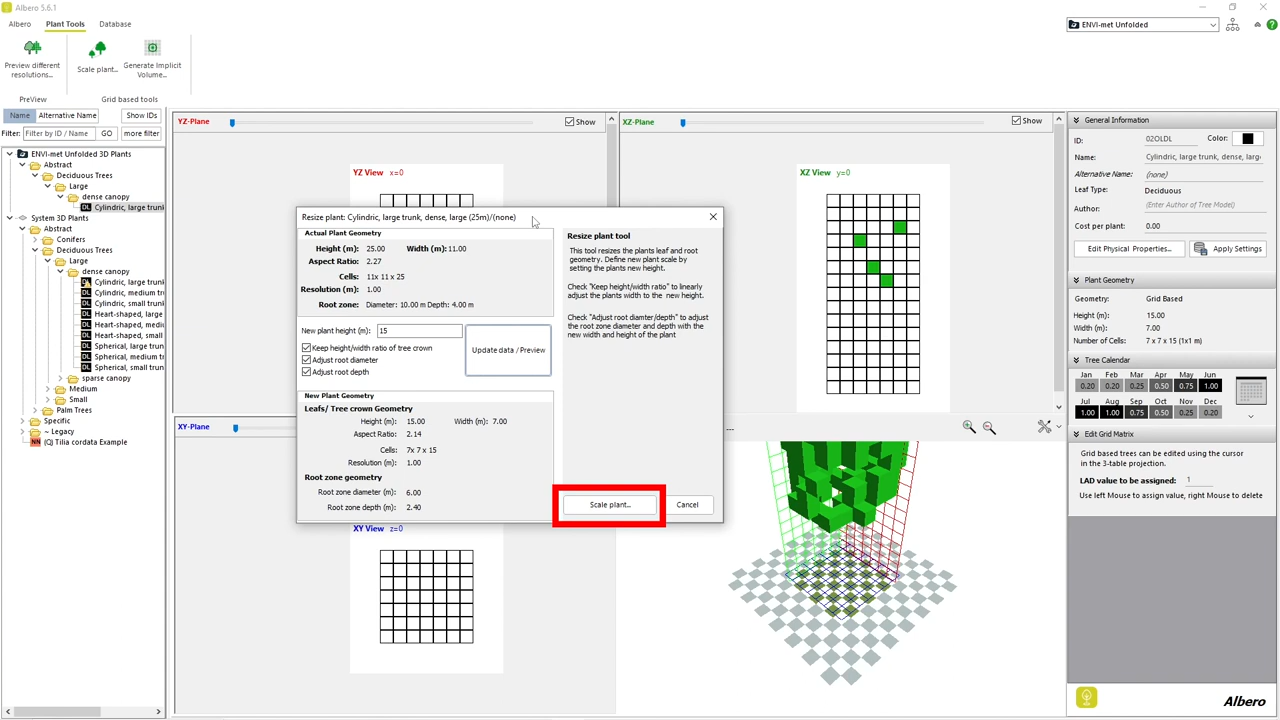 Albero 5.6.1
Albero Plant Tools Database
ENVI-met Unfolded
Preview different resolutions...
Scale plant...
Generate Implicit Volume...
PreView
Grid based tools
Name Alternative Name Show IDs
Filter: Filter by ID / Name GO more filter
ENVI-met Unfolded 3D Plants
Abstract
Deciduous Trees
Large
dense canopy
DL Cylindric, large trunk
System 3D Plants
Abstract
Conifers
Deciduous Trees
Large
dense canopy
Cylindric, large trunk
DL Cylindric, medium tr
DL Cylindric, small trunk
DL Heart-shaped, large
DL Heart-shaped, mediu
DL Heart-shaped, small
DL Spherical, large trunk
DL Spherical, medium tr
DL Spherical, small trun
sparse canopy
Medium
Small
Palm Trees
Specific
~ Legacy
NN (Q) Tilia cordata Example
YZ-Plane Show
YZ View x=0
XZ-Plane Show
XZ View y=0
XY-Plane
XY View z=0
...
Resize plant: Cylindric, large trunk, dense, large (25m)/(none)
Actual Plant Geometry
Height (m): 25.00 Width (m): 11.00
Aspect Ratio: 2.27
Cells: 11x 11 x 25
Resolution (m): 1.00
Root zone: Diameter: 10.00 m Depth: 4.00 m
New plant height (m): 15
Keep height/width ratio of tree crown
Adjust root diameter
Adjust root depth
Update data / Preview
New Plant Geometry
Leafs/ Tree crown Geometry
Height (m): 15.00 Width (m): 7.00
Aspect Ratio: 2.14
Cells: 7x 7 x 15
Resolution (m): 1.00
Root zone geometry
Root zone diameter (m): 6.00
Root zone depth (m): 2.40
Resize plant tool
This tool resizes the plants leaf and root
geometry. Define new plant scale by
setting the plants new height.
Check "Keep height/width ratio" to linearly
adjust the plants width to the new height.
Check "Adjust root diamter/depth" to adjust
the root zone diameter and depth with the
new width and height of the plant
Scale plant... Cancel
General Information
ID: 02OLDL Color:
Name: Cylindric, large trunk, dense, larg
Alternative Name: (none)
Leaf Type: Deciduous
Author: (Enter Author of Tree Model)
Cost per plant: 0.00
Edit Physical Properties... Apply Settings
Plant Geometry
Geometry: Grid Based
Height (m): 15.00
Width (m): 7.00
Number of Cells: 7 x 7 x 15 (1x1 m)
Tree Calendar
Jan Feb Mar Apr May Jun
0.20 0.20 0.25 0.50 0.75 1.00
Jul Aug Sep Oct Nov Dec
1.00 1.00 0.75 0.50 0.25 0.20
Edit Grid Matrix
Grid based trees can be edited using the cursor
in the 3-table projection.
LAD value to be assigned: 1
Use left Mouse to assign value, right Mouse to delete
Albero